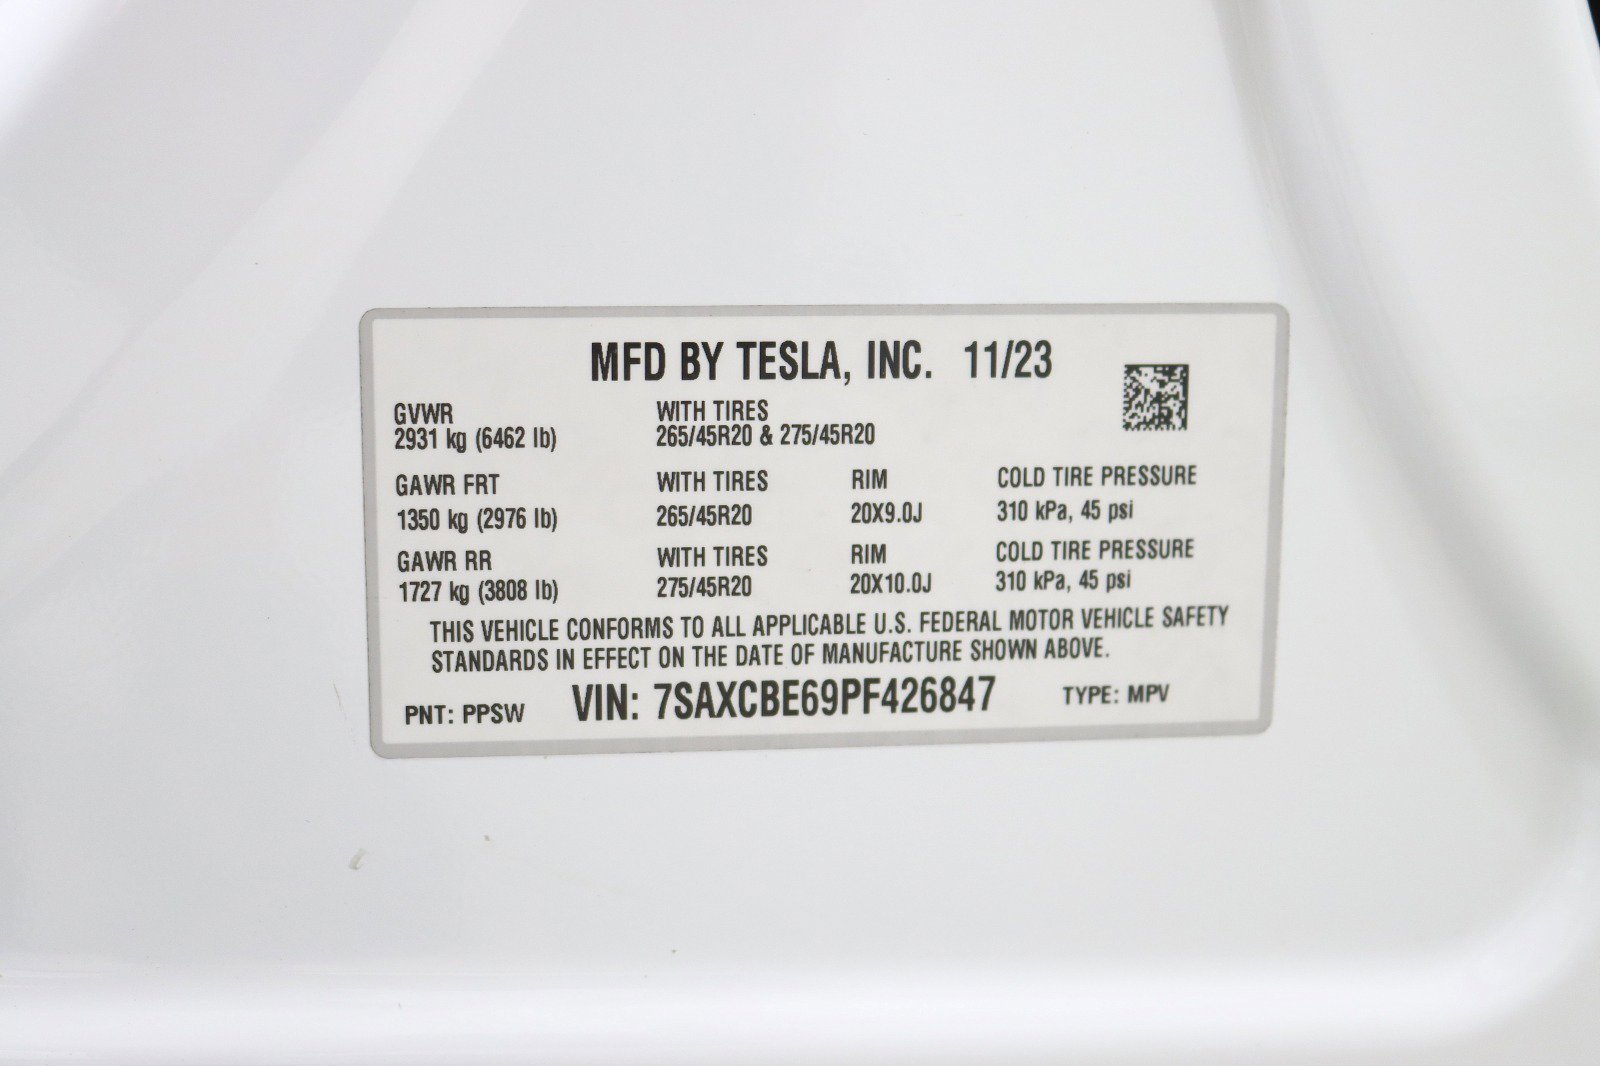 MFD BY TESLA, INC. 11/23
GVWR WITH TIRES
2931 kg (6462 lb) 265/45R20 & 275/45R20
GAWR FRT WITH TIRES RIM COLD TIRE PRESSURE
1350 kg (2976 lb) 265/45R20 20X9.0J 310 kPa, 45 psi
GAWR RR WITH TIRES RIM COLD TIRE PRESSURE
1727 kg (3808 lb) 275/45R20 20X10.0J 310 kPa, 45 psi
THIS VEHICLE CONFORMS TO ALL APPLICABLE U.S. FEDERAL MOTOR VEHICLE SAFETY
STANDARDS IN EFFECT ON THE DATE OF MANUFACTURE SHOWN ABOVE.
PNT: PPSW VIN: 7SAXCBE69PF426847 TYPE: MPV